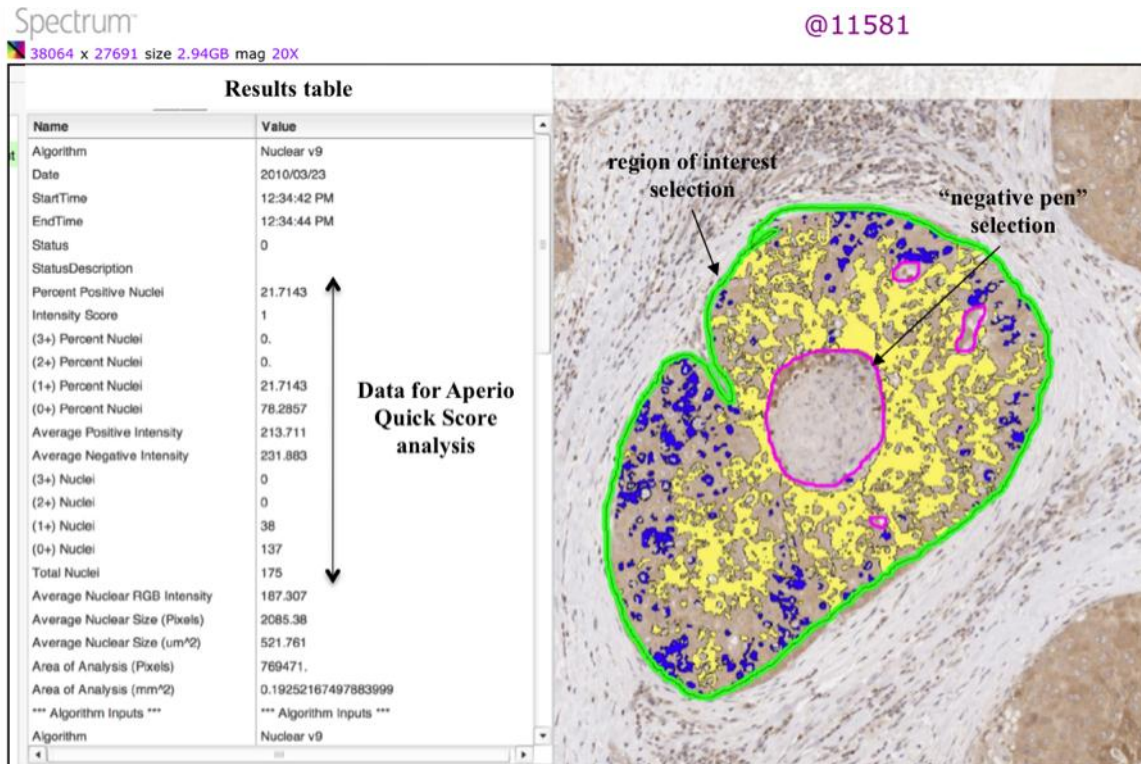 Spectrum™
@11581
38064 x 27691 size 2.94GB mag 20X
Results table
Name Value
Algorithm Nuclear v9
Date 2010/03/23
StartTime 12:34:42 PM
EndTime 12:34:44 PM
Status 0
StatusDescription
Percent Positive Nuclei 21.7143
Intensity Score 1
(3+) Percent Nuclei 0.
(2+) Percent Nuclei 0.
(1+) Percent Nuclei 21.7143
(0+) Percent Nuclei 78.2857
Average Positive Intensity 213.711
Average Negative Intensity 231.883
(3+) Nuclei 0
(2+) Nuclei 0
(1+) Nuclei 38
(0+) Nuclei 137
Total Nuclei 175
Average Nuclear RGB Intensity 187.307
Average Nuclear Size (Pixels) 2085.38
Average Nuclear Size (um^2) 521.761
Area of Analysis (Pixels) 769471.
Area of Analysis (mm^2) 0.19252167497883999
*** Algorithm Inputs *** *** Algorithm Inputs ***
Algorithm Nuclear v9
Data for Aperio
Quick Score
analysis
region of interest
selection
“negative pen”
selection